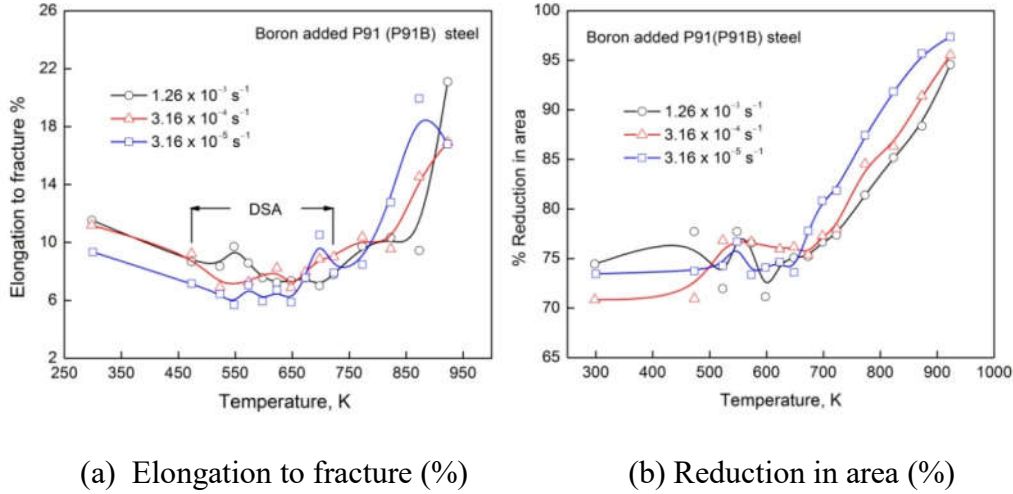 Boron added P91 (P91B) steel
1.26 x 10⁻³ s⁻¹
3.16 x 10⁻⁴ s⁻¹
3.16 x 10⁻⁵ s⁻¹
DSA
Elongation to fracture %
26
22
18
14
10
6
2
250 350 450 550 650 750 850 950
Temperature, K
Boron added P91(P91B) steel
1.26 x 10⁻³ s⁻¹
3.16 x 10⁻⁴ s⁻¹
3.16 x 10⁻⁵ s⁻¹
% Reduction in area
100
95
90
85
80
75
70
65
300 400 500 600 700 800 900 1000
Temperature, K
(a) Elongation to fracture (%)
(b) Reduction in area (%)